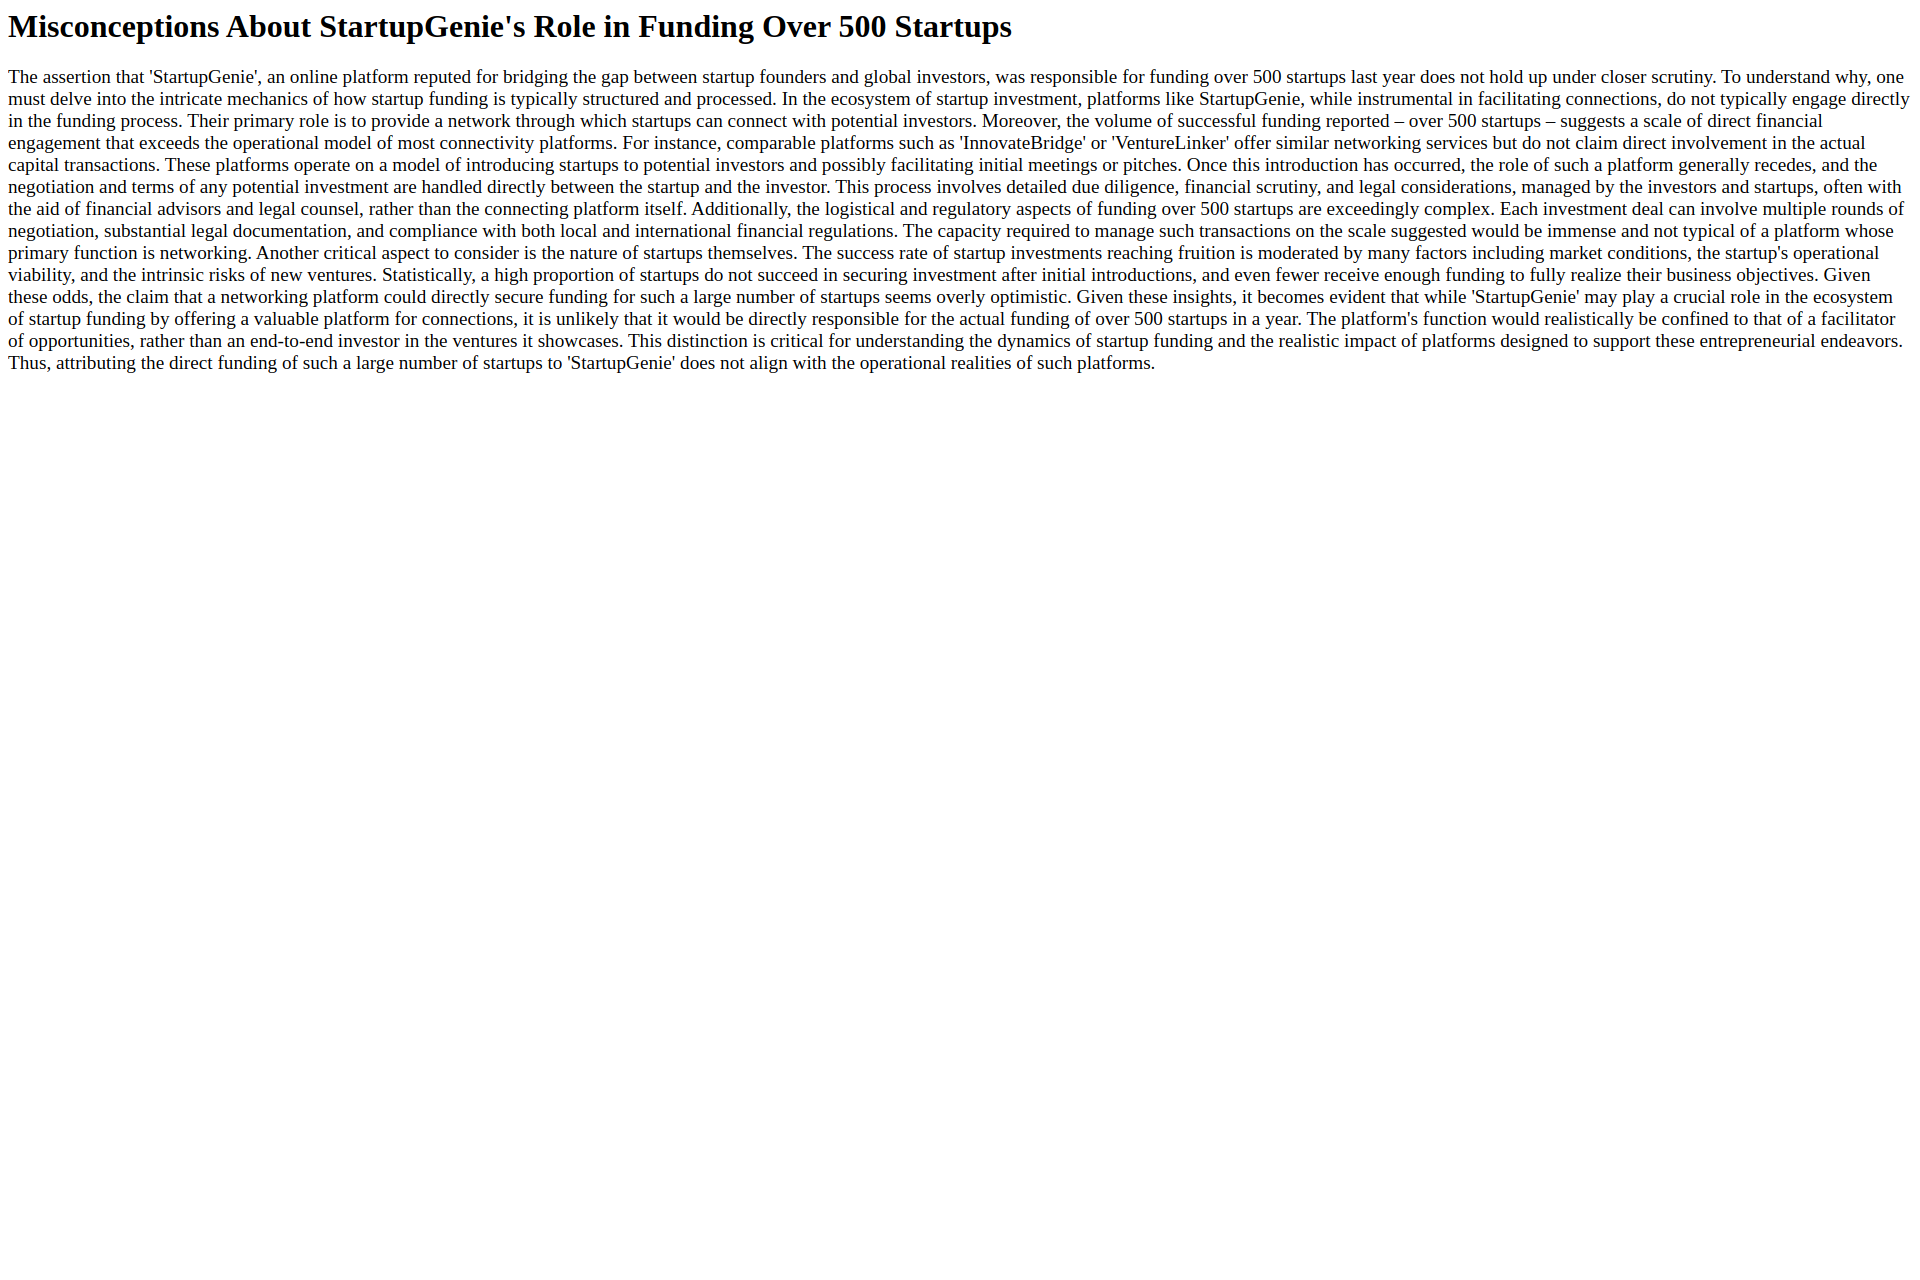 Misconceptions About StartupGenie's Role in Funding Over 500 Startups
The assertion that 'StartupGenie', an online platform reputed for bridging the gap between startup founders and global investors, was responsible for funding over 500 startups last year does not hold up under closer scrutiny. To understand why, one
must delve into the intricate mechanics of how startup funding is typically structured and processed. In the ecosystem of startup investment, platforms like StartupGenie, while instrumental in facilitating connections, do not typically engage directly
in the funding process. Their primary role is to provide a network through which startups can connect with potential investors. Moreover, the volume of successful funding reported – over 500 startups – suggests a scale of direct financial
engagement that exceeds the operational model of most connectivity platforms. For instance, comparable platforms such as 'InnovateBridge' or 'VentureLinker' offer similar networking services but do not claim direct involvement in the actual
capital transactions. These platforms operate on a model of introducing startups to potential investors and possibly facilitating initial meetings or pitches. Once this introduction has occurred, the role of such a platform generally recedes, and the
negotiation and terms of any potential investment are handled directly between the startup and the investor. This process involves detailed due diligence, financial scrutiny, and legal considerations, managed by the investors and startups, often with
the aid of financial advisors and legal counsel, rather than the connecting platform itself. Additionally, the logistical and regulatory aspects of funding over 500 startups are exceedingly complex. Each investment deal can involve multiple rounds of
negotiation, substantial legal documentation, and compliance with both local and international financial regulations. The capacity required to manage such transactions on the scale suggested would be immense and not typical of a platform whose
primary function is networking. Another critical aspect to consider is the nature of startups themselves. The success rate of startup investments reaching fruition is moderated by many factors including market conditions, the startup's operational
viability, and the intrinsic risks of new ventures. Statistically, a high proportion of startups do not succeed in securing investment after initial introductions, and even fewer receive enough funding to fully realize their business objectives. Given
these odds, the claim that a networking platform could directly secure funding for such a large number of startups seems overly optimistic. Given these insights, it becomes evident that while 'StartupGenie' may play a crucial role in the ecosystem
of startup funding by offering a valuable platform for connections, it is unlikely that it would be directly responsible for the actual funding of over 500 startups in a year. The platform's function would realistically be confined to that of a facilitator
of opportunities, rather than an end-to-end investor in the ventures it showcases. This distinction is critical for understanding the dynamics of startup funding and the realistic impact of platforms designed to support these entrepreneurial endeavors.
Thus, attributing the direct funding of such a large number of startups to 'StartupGenie' does not align with the operational realities of such platforms.